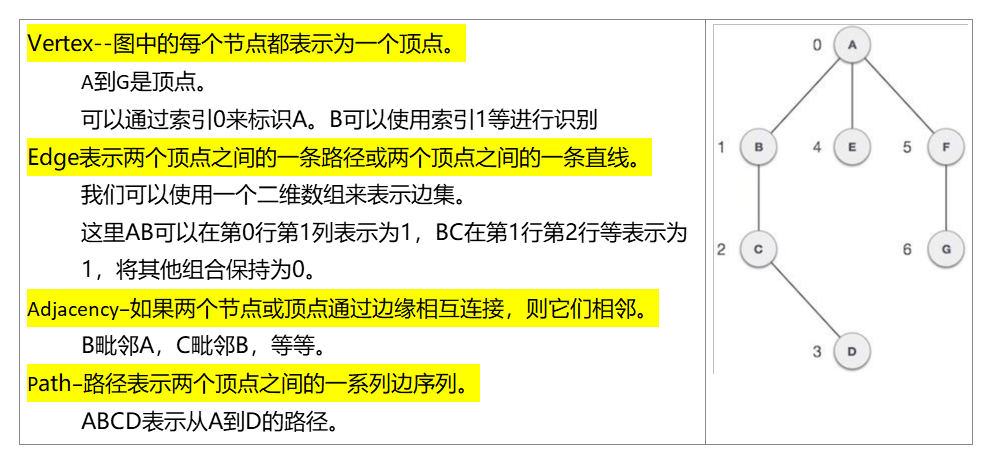 Vertex--图中的每个节点都表示为一个顶点。
A到G是顶点。
可以通过索引0来标识A。B可以使用索引1等进行识别
Edge表示两个顶点之间的一条路径或两个顶点之间的一条直线。
我们可以使用一个二维数组来表示边集。
这里AB可以在第0行第1列表示为1，BC在第1行第2行等表示为
1，将其他组合保持为0。
Adjacency–如果两个节点或顶点通过边缘相互连接，则它们相邻。
B毗邻A，C毗邻B，等等。
Path–路径表示两个顶点之间的一系列边序列。
ABCD表示从A到D的路径。
0 A
1 B 4 E 5 F
2 C 6 G
3 D